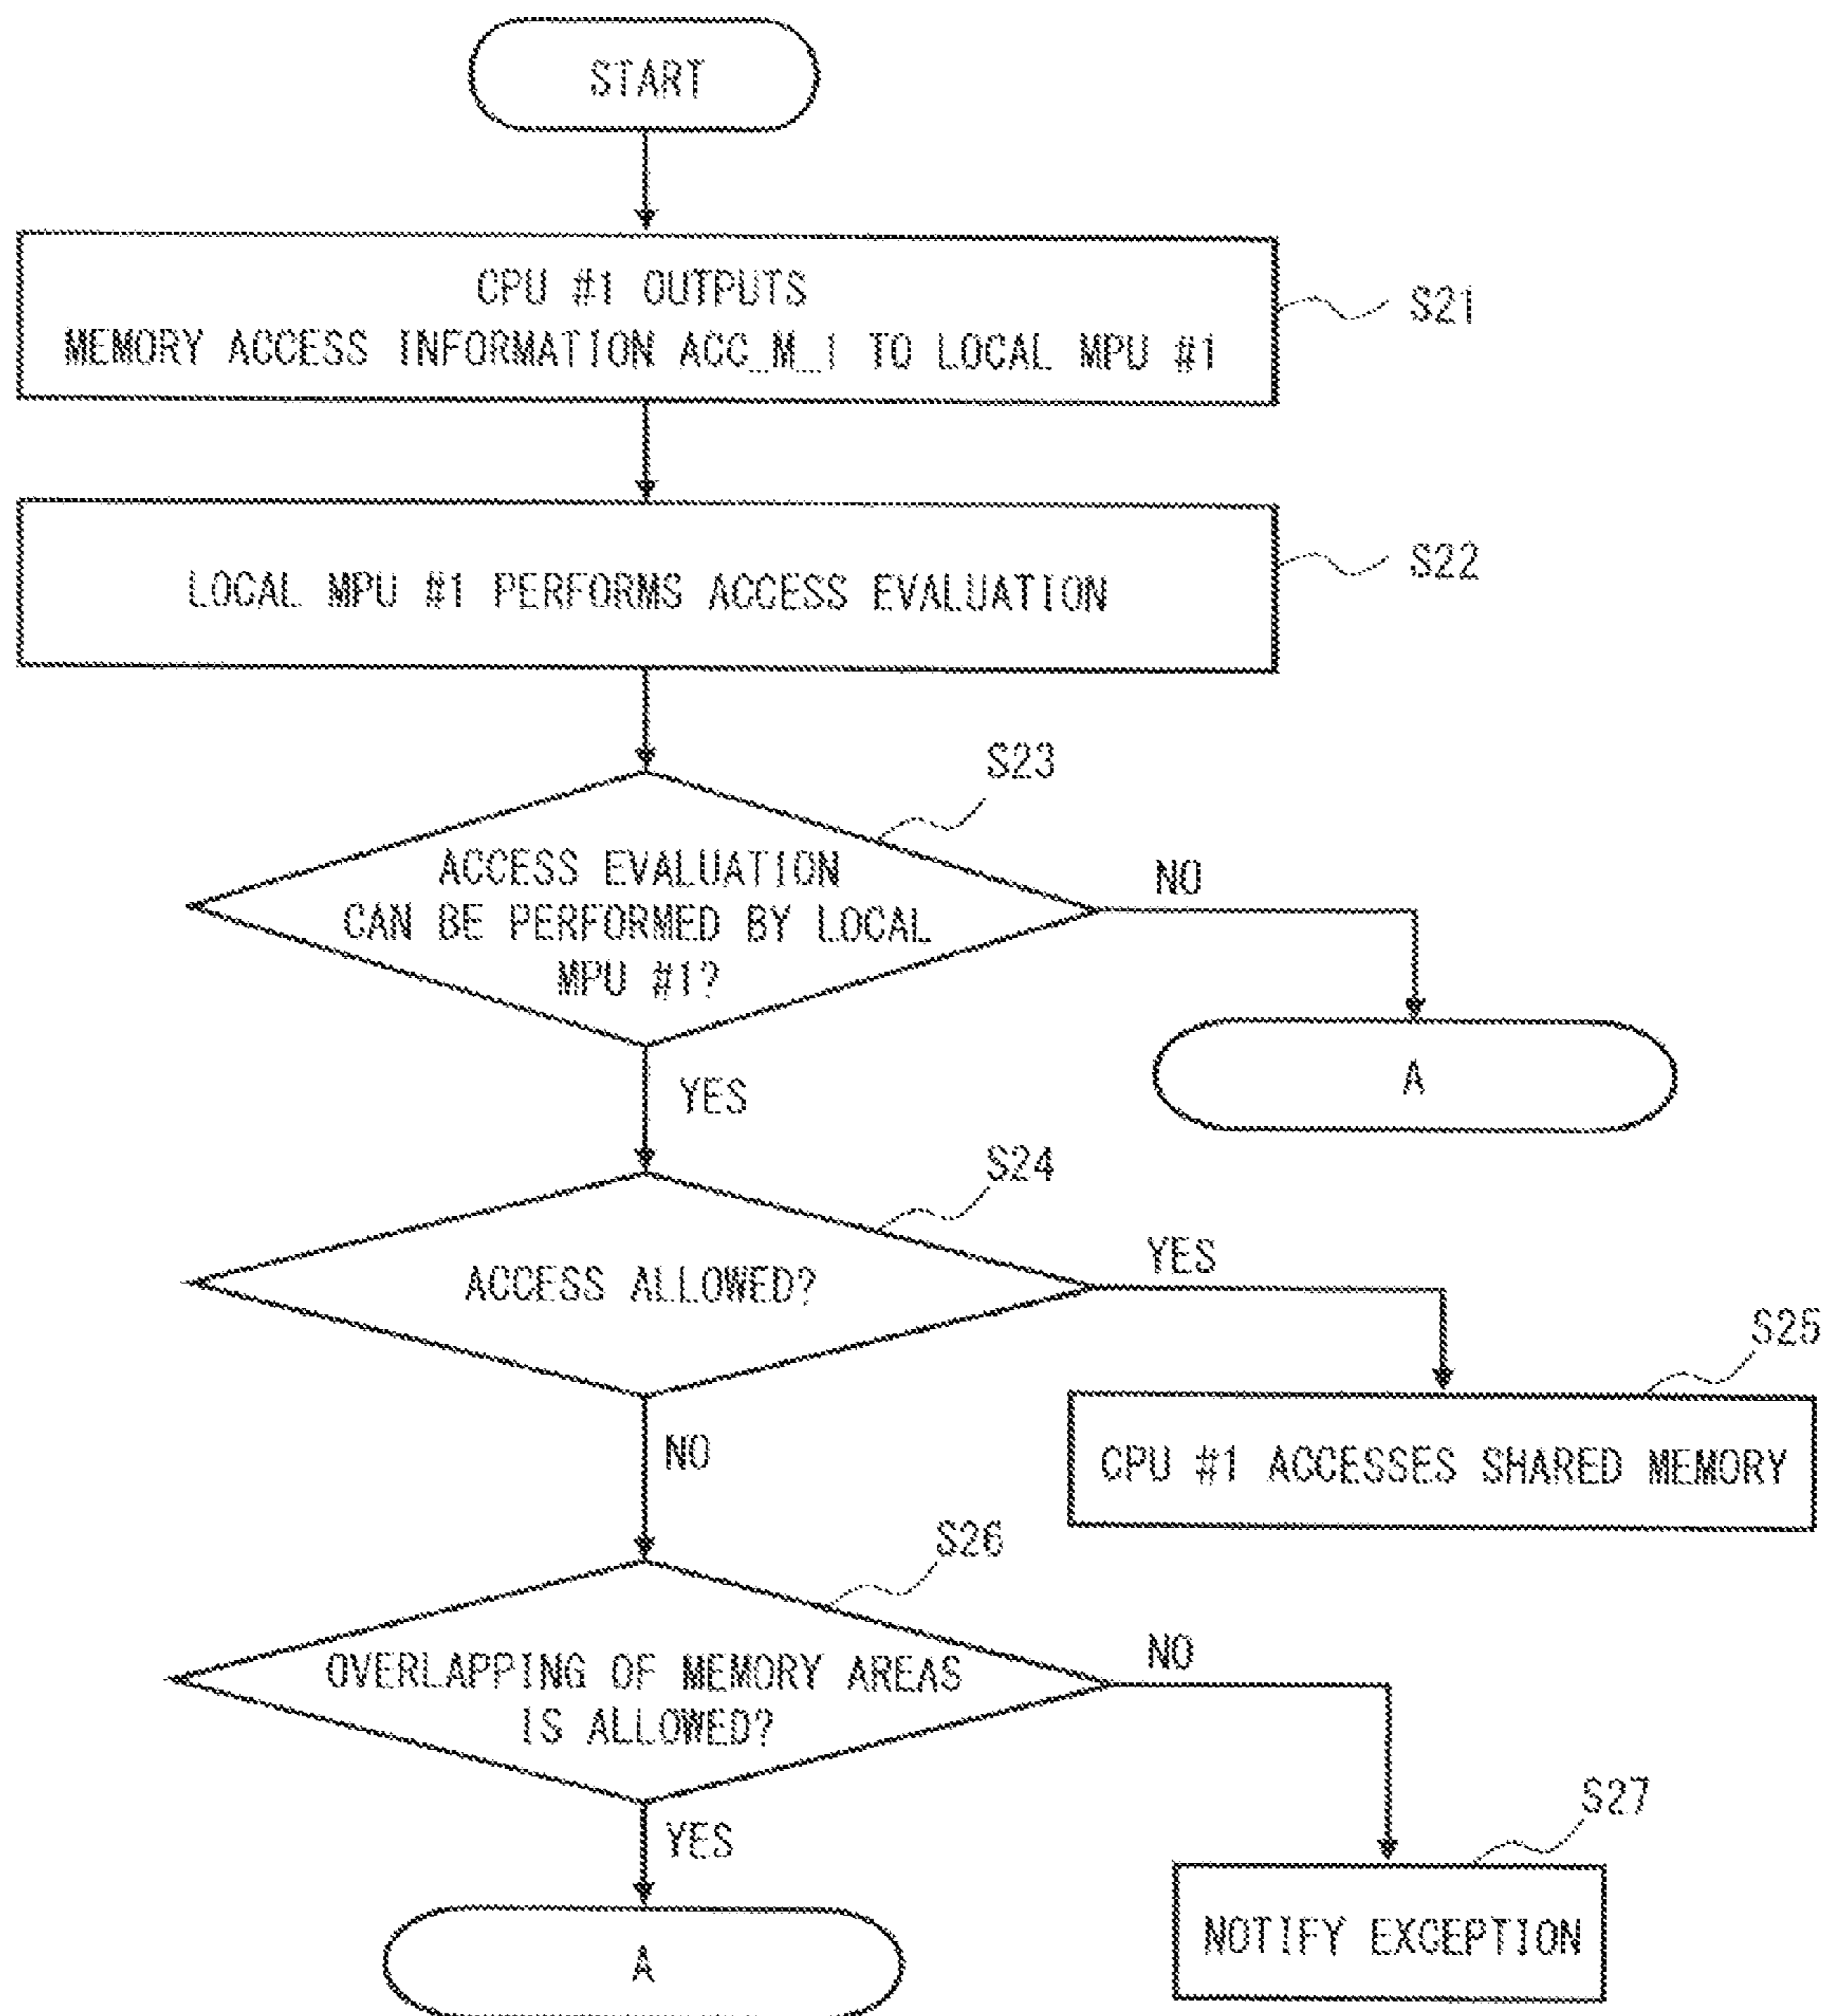 START
CPU #1 OUTPUTS
MEMORY ACCESS INFORMATION ACC_M_1 TO LOCAL MPU #1
S21
LOCAL MPU #1 PERFORMS ACCESS EVALUATION
S22
S23
ACCESS EVALUATION
CAN BE PERFORMED BY LOCAL
MPU #1?
NO
A
YES
S24
ACCESS ALLOWED?
YES
S25
CPU #1 ACCESSES SHARED MEMORY
NO
S26
OVERLAPPING OF MEMORY AREAS
IS ALLOWED?
NO
S27
NOTIFY EXCEPTION
YES
A